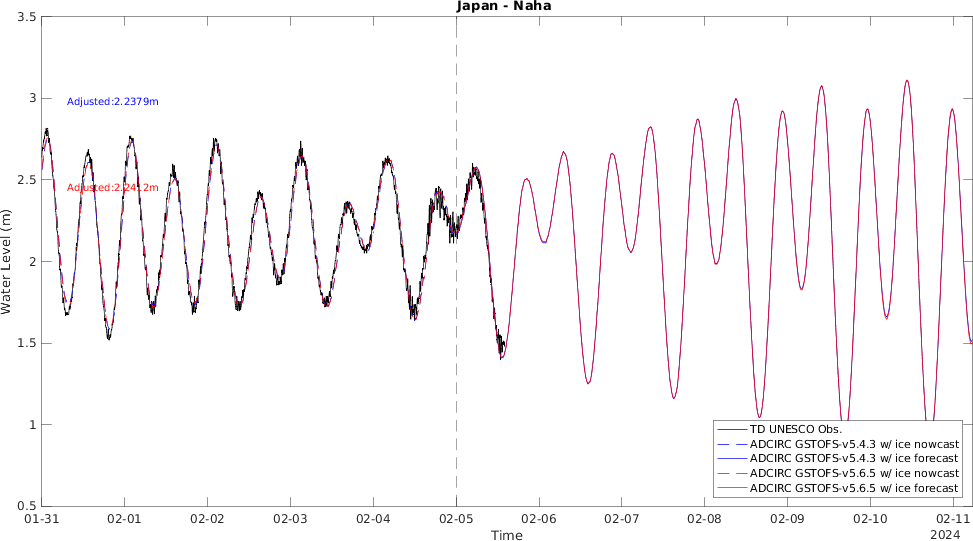 Japan - Naha
3.5
3
2.5
2
1.5
1
0.5
Water Level (m)
Adjusted:2.2379m
Adjusted:2.2412m
TD UNESCO Obs.
ADCIRC GSTOFS-v5.4.3 w/ ice nowcast
ADCIRC GSTOFS-v5.4.3 w/ ice forecast
ADCIRC GSTOFS-v5.6.5 w/ ice nowcast
ADCIRC GSTOFS-v5.6.5 w/ ice forecast
01-31 02-01 02-02 02-03 02-04 02-05 02-06 02-07 02-08 02-09 02-10 02-11
Time
2024